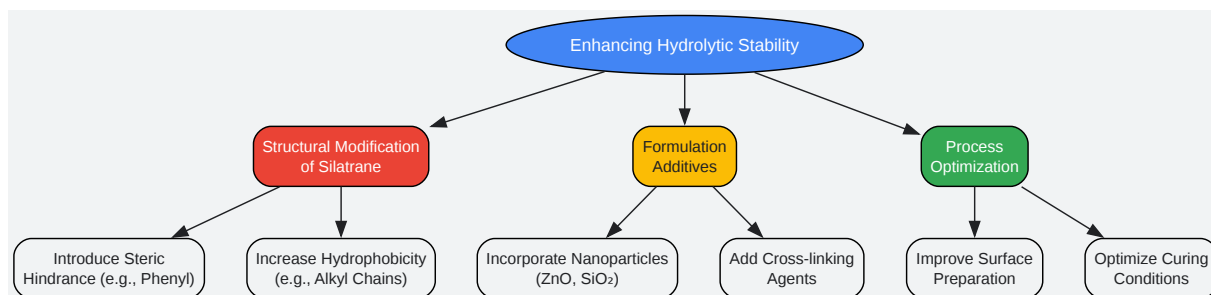 Enhancing Hydrolytic Stability
Structural Modification
of Silatrane
Formulation
Additives
Process
Optimization
Introduce Steric
Hindrance (e.g., Phenyl)
Increase Hydrophobicity
(e.g., Alkyl Chains)
Incorporate Nanoparticles
(ZnO, SiO₂)
Add Cross-linking
Agents
Improve Surface
Preparation
Optimize Curing
Conditions